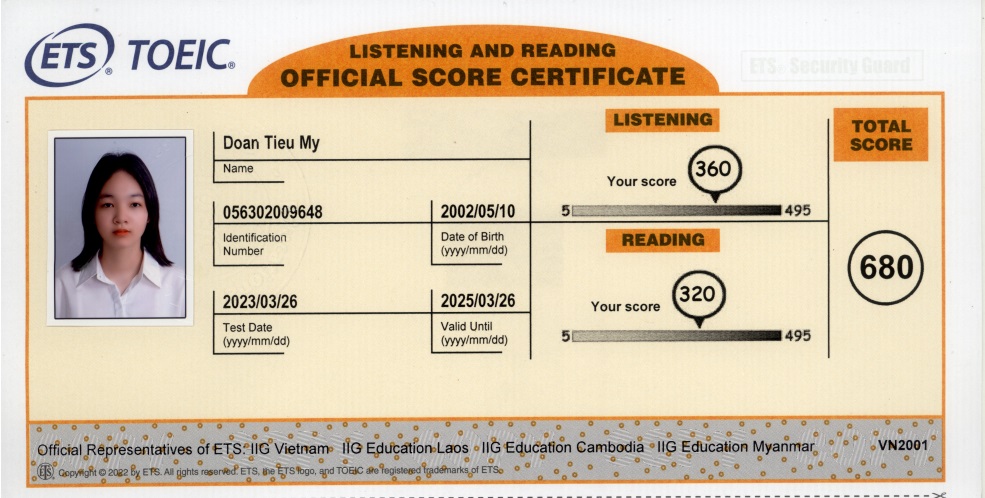 ETS® TOEIC®
LISTENING AND READING
OFFICIAL SCORE CERTIFICATE
ETS® Security Guard
Doan Tieu My
Name
056302009648
Identification
Number
2002/05/10
Date of Birth
(yyyy/mm/dd)
2023/03/26
Test Date
(yyyy/mm/dd)
2025/03/26
Valid Until
(yyyy/mm/dd)
LISTENING
Your score
360
5
495
READING
Your score
320
5
495
TOTAL
SCORE
680
Official Representatives of ETS: IIG Vietnam IIG Education Laos IIG Education Cambodia IIG Education Myanmar VN2001
Copyright © 2022 by ETS. All rights reserved. ETS, the ETS logo, and TOEIC are registered trademarks of ETS.